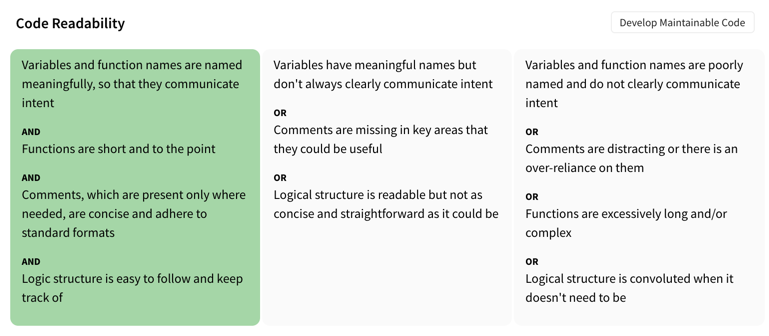 Code Readability
Develop Maintainable Code
Variables and function names are named
meaningfully, so that they communicate
intent
AND
Functions are short and to the point
AND
Comments, which are present only where
needed, are concise and adhere to
standard formats
AND
Logic structure is easy to follow and keep
track of
Variables have meaningful names but
don't always clearly communicate intent
OR
Comments are missing in key areas that
they could be useful
OR
Logical structure is readable but not as
concise and straightforward as it could be
Variables and function names are poorly
named and do not clearly communicate
intent
OR
Comments are distracting or there is an
over-reliance on them
OR
Functions are excessively long and/or
complex
OR
Logical structure is convoluted when it
doesn't need to be